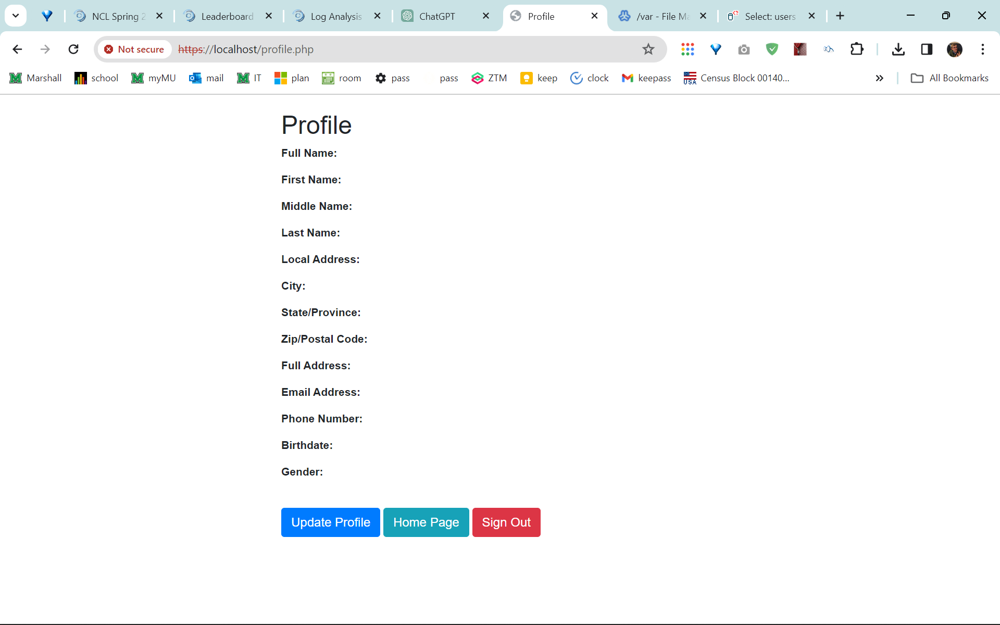 NCL Spring 2
Leaderboard
Log Analysis
ChatGPT
Profile
/var - File Ma
Select: users
Not secure
https://localhost/profile.php
Marshall
school
myMU
mail
IT
plan
room
pass
pass
ZTM
keep
clock
keepass
USA
Census Block 00140...
All Bookmarks
Profile
Full Name:
First Name:
Middle Name:
Last Name:
Local Address:
City:
State/Province:
Zip/Postal Code:
Full Address:
Email Address:
Phone Number:
Birthdate:
Gender:
Update Profile
Home Page
Sign Out